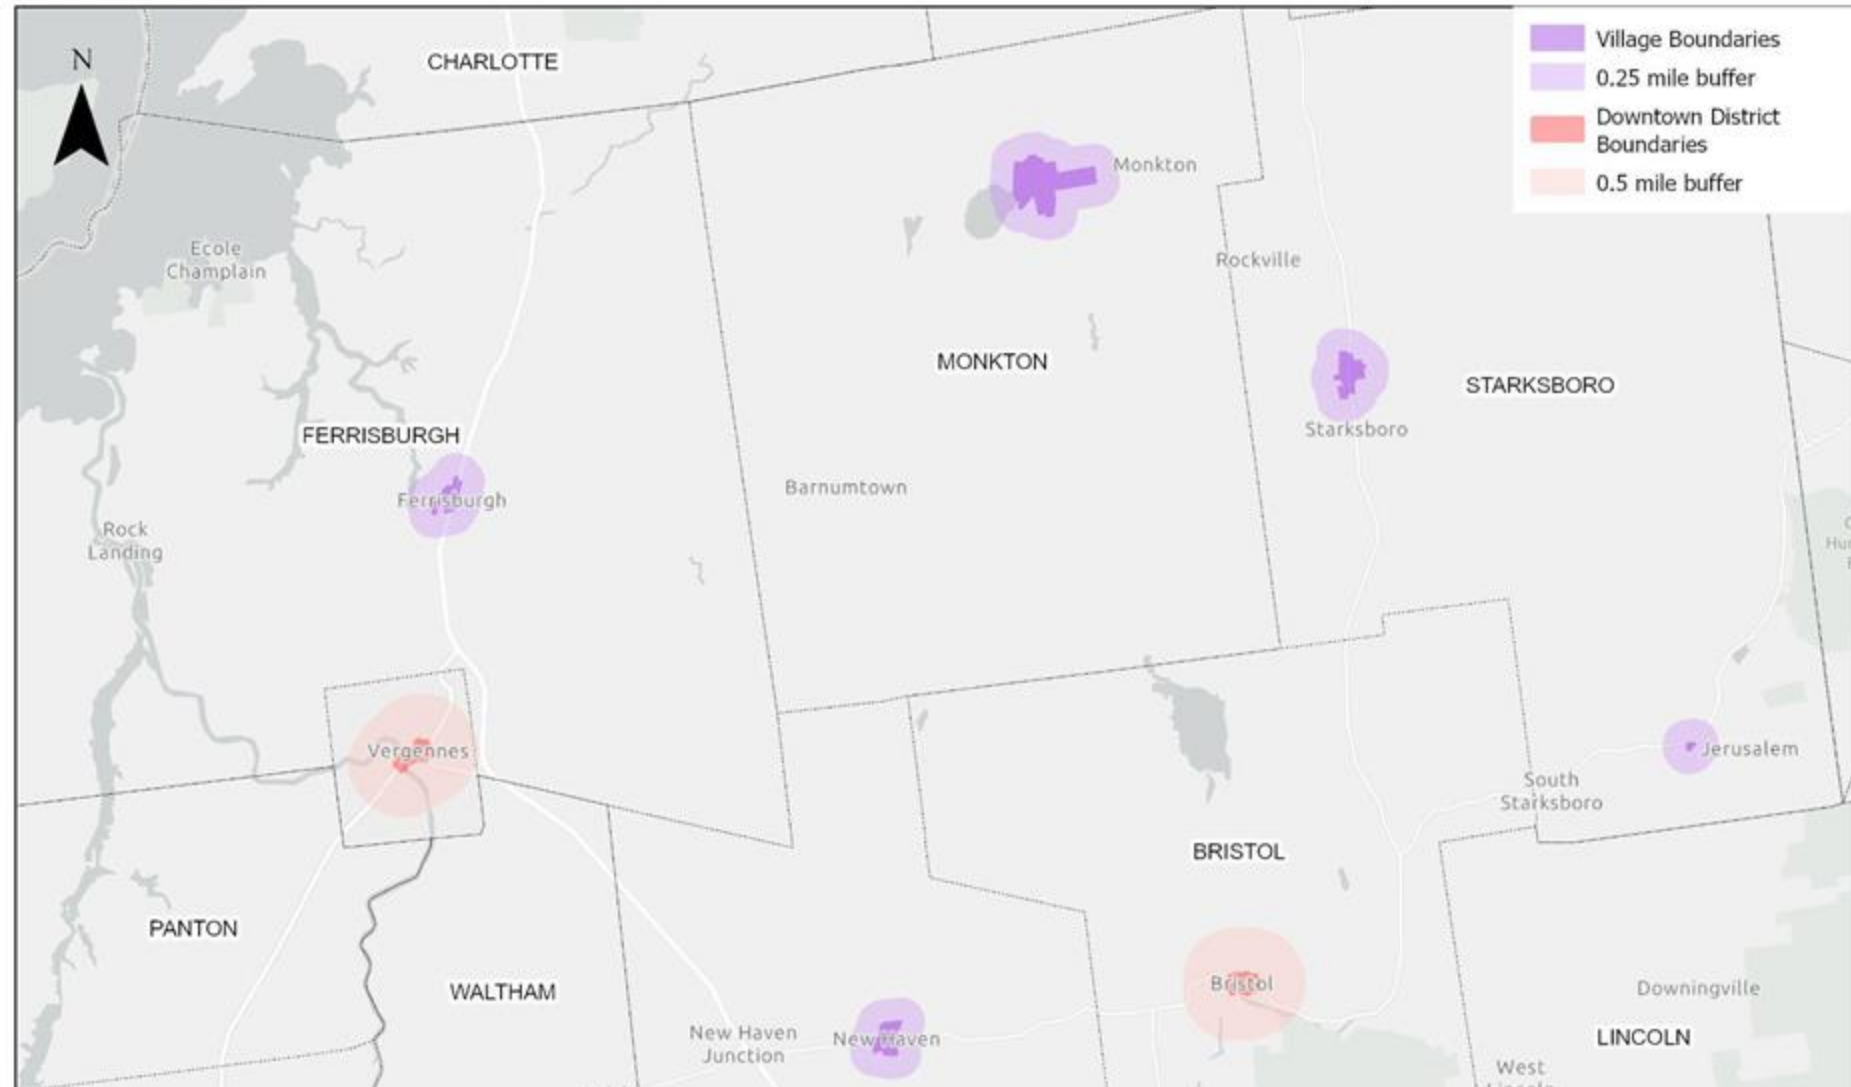 N
CHARLOTTE
Village Boundaries
0.25 mile buffer
Downtown District
Boundaries
0.5 mile buffer
Monkton
Ecole
Champlain
Rockville
MONKTON
STARKSBORO
Starksboro
FERRISBURGH
Ferrisburgh
Barnumtown
Rock
Landing
Vergennes
Jerusalem
South
Starksboro
BRISTOL
PANTON
WALTHAM
Bristol
Downingville
New Haven
Junction
New Haven
LINCOLN
West